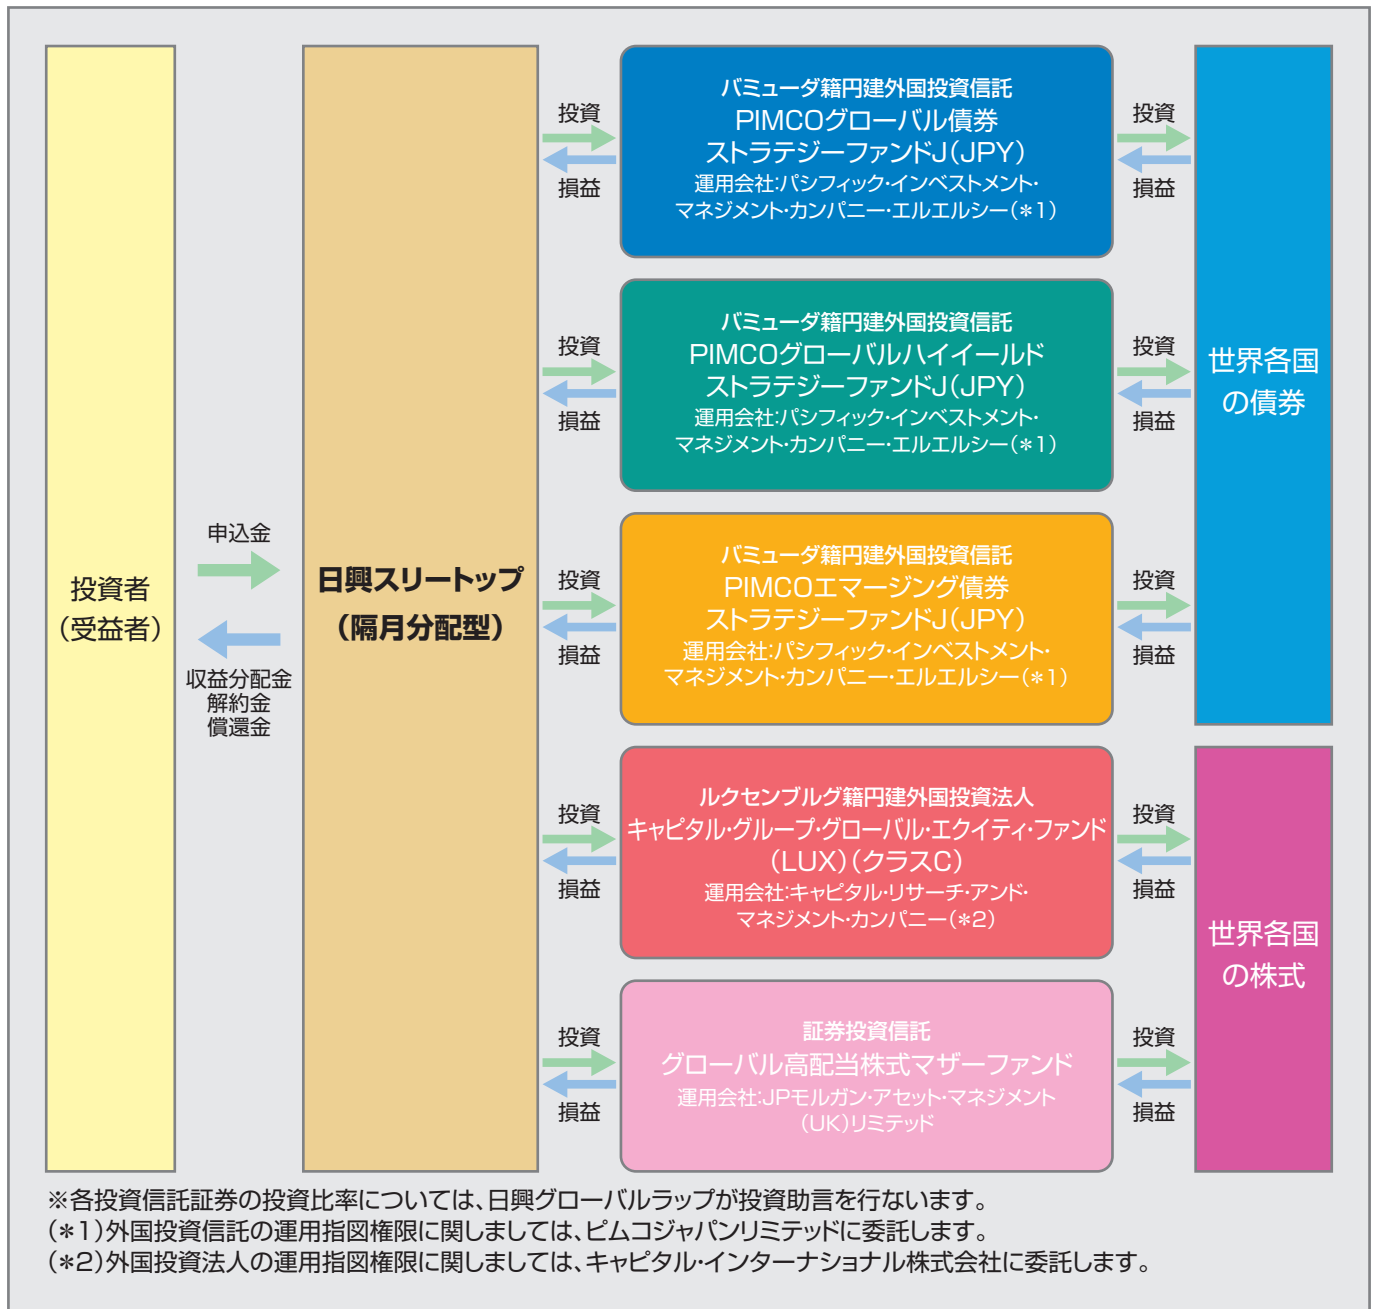 投資者
（受益者）
申込金
収益分配金
解約金
償還金
日興スリートップ
（隔月分配型）
投資
損益
バミューダ籍円建外国投資信託
PIMCOグローバル債券
ストラテジーファンドJ（JPY）
運用会社:パシフィック・インベストメント・
マネジメント・カンパニー・エルエルシー（＊1）
投資
損益
投資
損益
バミューダ籍円建外国投資信託
PIMCOグローバルハイイールド
ストラテジーファンドJ（JPY）
運用会社:パシフィック・インベストメント・
マネジメント・カンパニー・エルエルシー（＊1）
投資
損益
投資
損益
バミューダ籍円建外国投資信託
PIMCOエマージング債券
ストラテジーファンドJ（JPY）
運用会社:パシフィック・インベストメント・
マネジメント・カンパニー・エルエルシー（＊1）
投資
損益
世界各国
の債券
投資
損益
ルクセンブルグ籍円建外国投資法人
キャピタル・グループ・グローバル・エクイティ・ファンド
（LUX）（クラスC）
運用会社:キャピタル・リサーチ・アンド・
マネジメント・カンパニー（＊2）
投資
損益
投資
損益
証券投資信託
グローバル高配当株式マザーファンド
運用会社:JPモルガン・アセット・マネジメント
（UK）リミテッド
投資
損益
世界各国
の株式
※各投資信託証券の投資比率については、日興グローバルラップが投資助言を行ないます。
（＊1）外国投資信託の運用指図権限に関しましては、ピムコジャパンリミテッドに委託します。
（＊2）外国投資法人の運用指図権限に関しましては、キャピタル・インターナショナル株式会社に委託します。